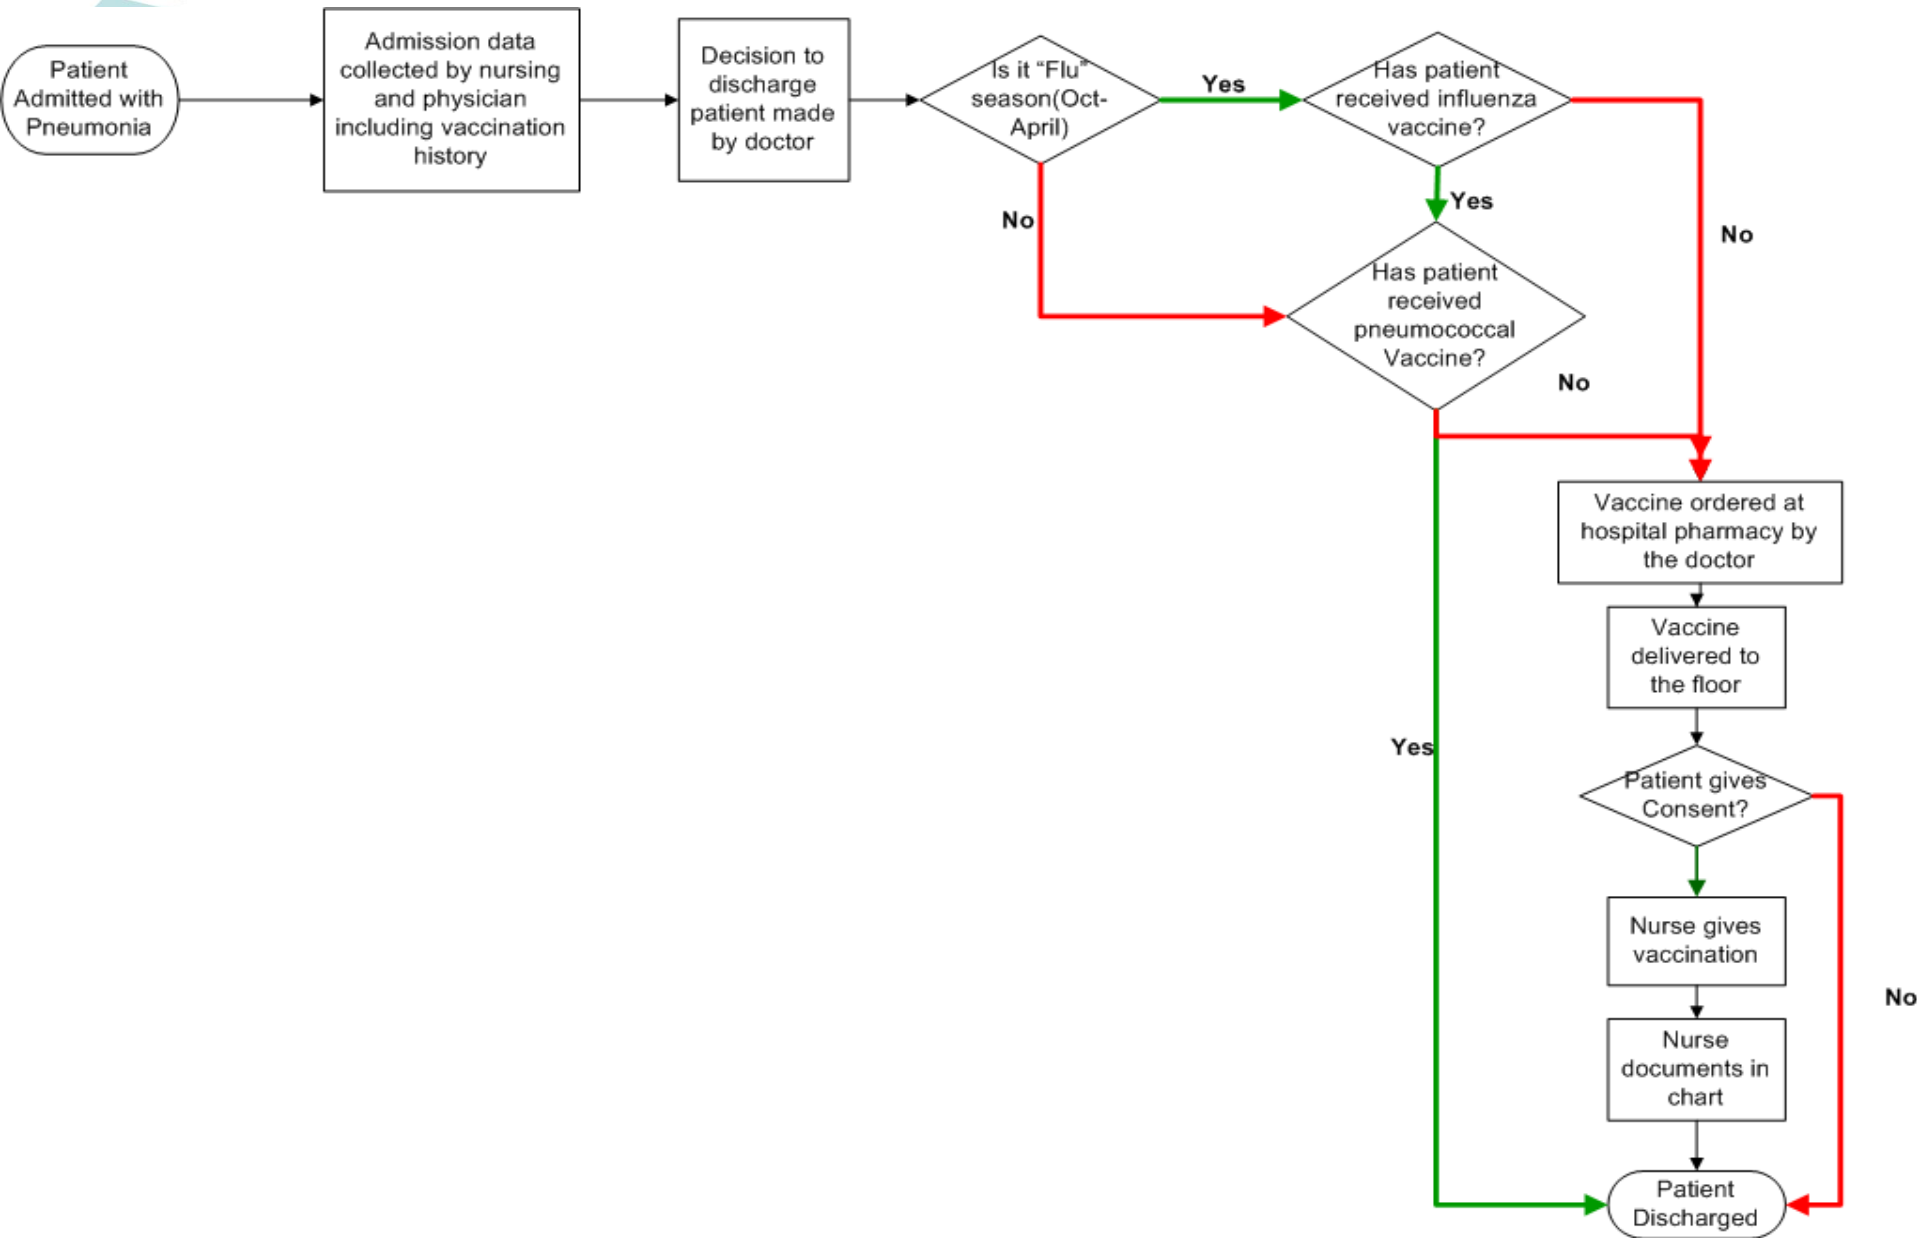 Patient
Admitted with
Pneumonia
Admission data
collected by nursing
and physician
including vaccination
history
Decision to
discharge
patient made
by doctor
Is it “Flu”
season(Oct-
April)
Yes
No
Has patient
received influenza
vaccine?
Yes
No
Has patient
received
pneumococcal
Vaccine?
No
Yes
Vaccine ordered at
hospital pharmacy by
the doctor
Vaccine
delivered to
the floor
Patient gives
Consent?
No
Nurse gives
vaccination
Nurse
documents in
chart
Patient
Discharged